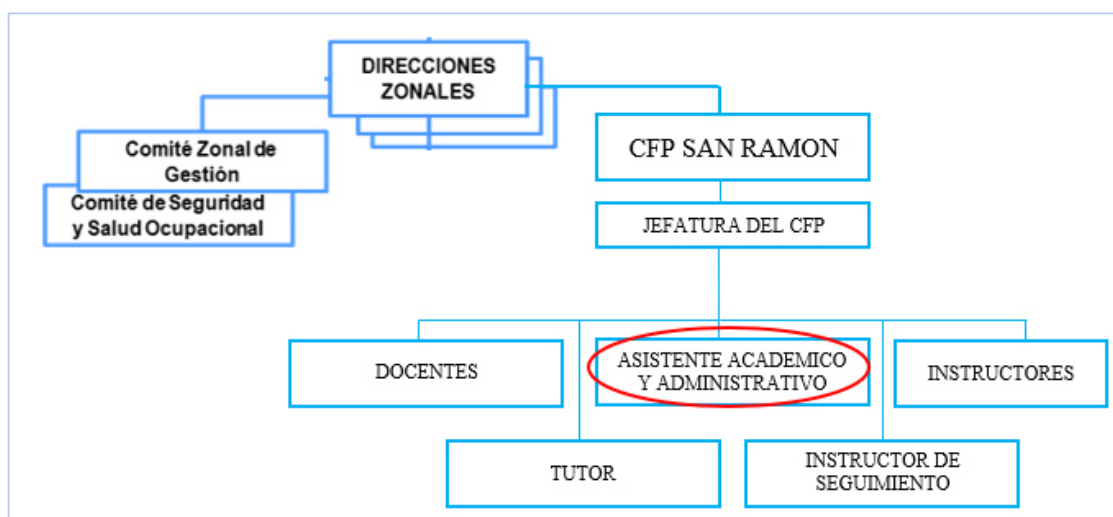 DIRECCIONES
ZONALES
Comité Zonal de
Gestión
Comité de Seguridad
y Salud Ocupacional
CFP SAN RAMON
JEFATURA DEL CFP
DOCENTES
ASISTENTE ACADEMICO
Y ADMINISTRATIVO
INSTRUCTORES
TUTOR
INSTRUCTOR DE
SEGUIMIENTO